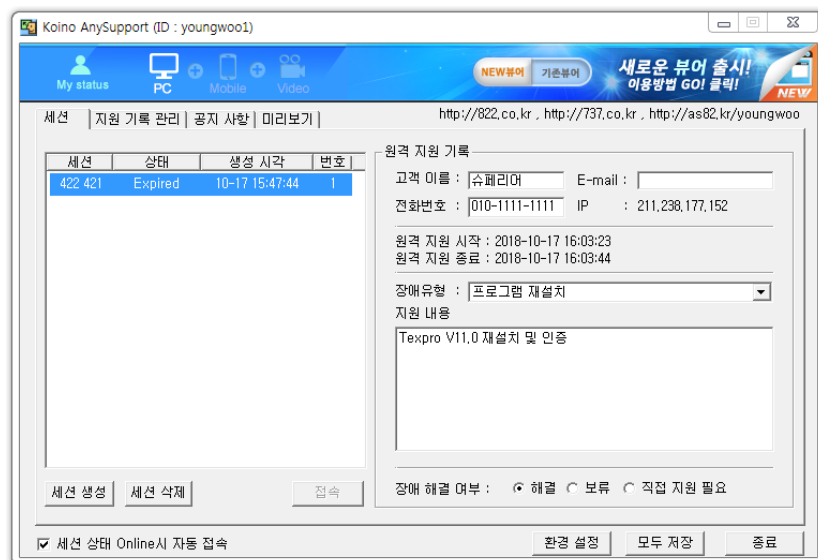 Koino AnySupport (ID : youngwoo1)
My status
PC
Mobile
Video
NEW뷰어 기존뷰어
새로운 뷰어 출시!
이용방법 GO! 클릭!
NEW
세션 지원 기록 관리 공지 사항 미리보기
http://822.co.kr , http://737.co.kr , http://as82.kr/youngwoo
세션 상태 생성 시각 번호
422 421 Expired 10-17 15:47:44 1
원격 지원 기록
고객 이름 : 슈페리어 E-mail :
전화번호 : 010-1111-1111 IP : 211.238.177.152
원격 지원 시작 : 2018-10-17 16:03:23
원격 지원 종료 : 2018-10-17 16:03:44
장애유형 : 프로그램 재설치
지원 내용
Texpro V11.0 재설치 및 인증
세션 생성 세션 삭제 접속
장애 해결 여부 : 해결 보류 직접 지원 필요
세션 상태 Online시 자동 접속
환경 설정 모두 저장 종료